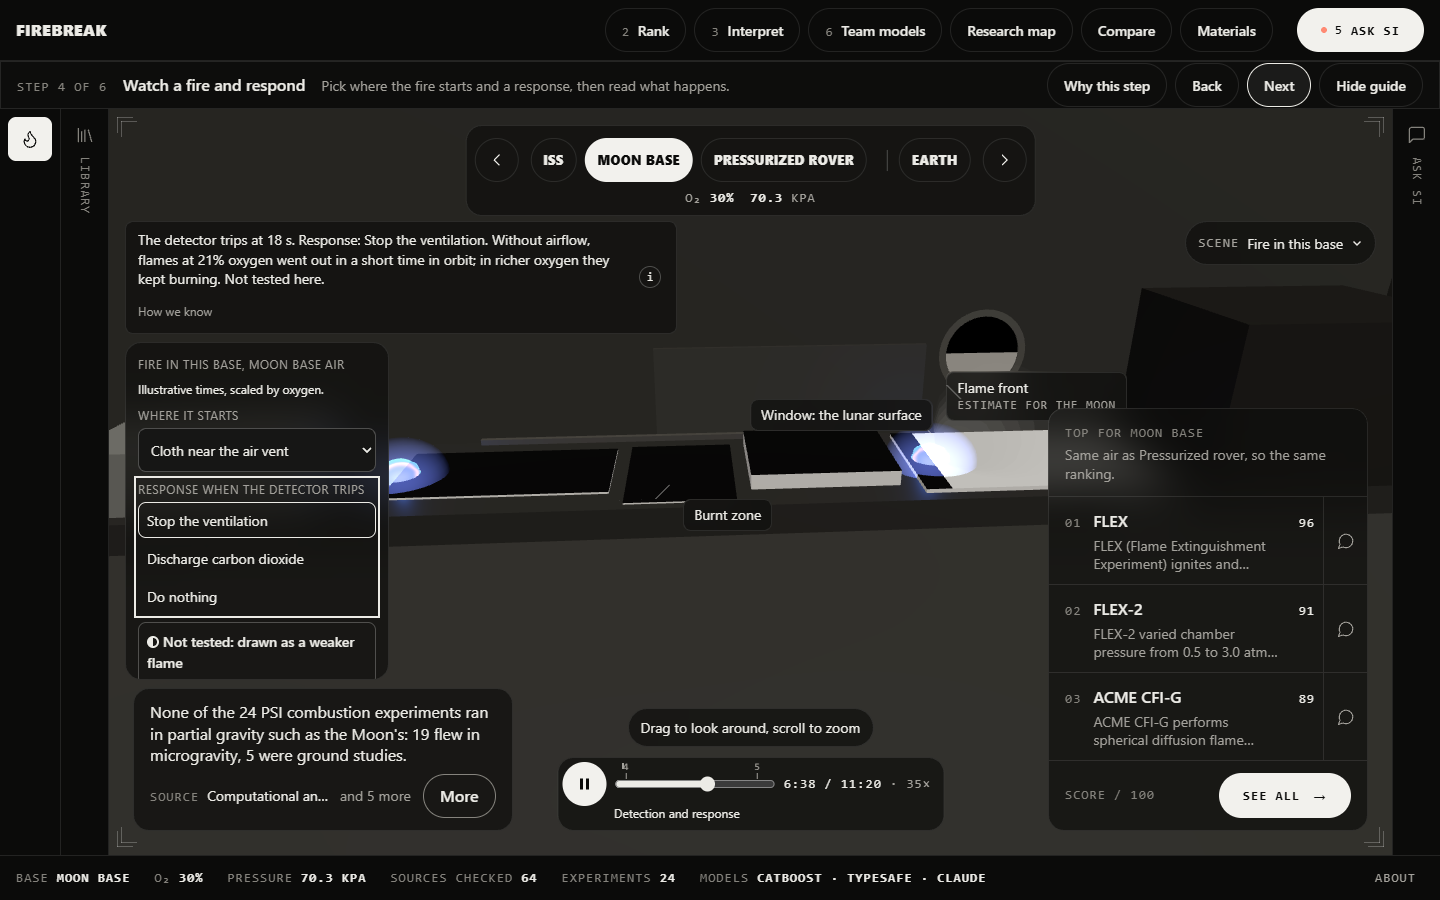 FIREBREAK
2 Rank
3 Interpret
6 Team models
Research map
Compare
Materials
5 ASK SI
STEP 4 OF 6
Watch a fire and respond
Pick where the fire starts and a response, then read what happens.
Why this step
Back
Next
Hide guide
LIBRARY
ASK SI
ISS
MOON BASE
PRESSURIZED ROVER
EARTH
O₂ 30% 70.3 KPA
The detector trips at 18 s. Response: Stop the ventilation. Without airflow,
flames at 21% oxygen went out in a short time in orbit; in richer oxygen they
kept burning. Not tested here.
How we know
SCENE Fire in this base
FIRE IN THIS BASE, MOON BASE AIR
Illustrative times, scaled by oxygen.
WHERE IT STARTS
Cloth near the air vent
RESPONSE WHEN THE DETECTOR TRIPS
Stop the ventilation
Discharge carbon dioxide
Do nothing
Not tested: drawn as a weaker
flame
Window: the lunar surface
Flame front
ESTIMATE FOR THE MOON
Burnt zone
TOP FOR MOON BASE
Same air as Pressurized rover, so the same
ranking.
01 FLEX 96
FLEX (Flame Extinguishment
Experiment) ignites and...
02 FLEX-2 91
FLEX-2 varied chamber
pressure from 0.5 to 3.0 atm...
03 ACME CFI-G 89
ACME CFI-G performs
spherical diffusion flame...
SCORE / 100
SEE ALL →
None of the 24 PSI combustion experiments ran
in partial gravity such as the Moon's: 19 flew in
microgravity, 5 were ground studies.
SOURCE Computational an... and 5 more
More
Drag to look around, scroll to zoom
4 5
6:38 / 11:20 · 35x
Detection and response
BASE MOON BASE
O₂ 30%
PRESSURE 70.3 KPA
SOURCES CHECKED 64
EXPERIMENTS 24
MODELS CATBOOST · TYPESAFE · CLAUDE
ABOUT